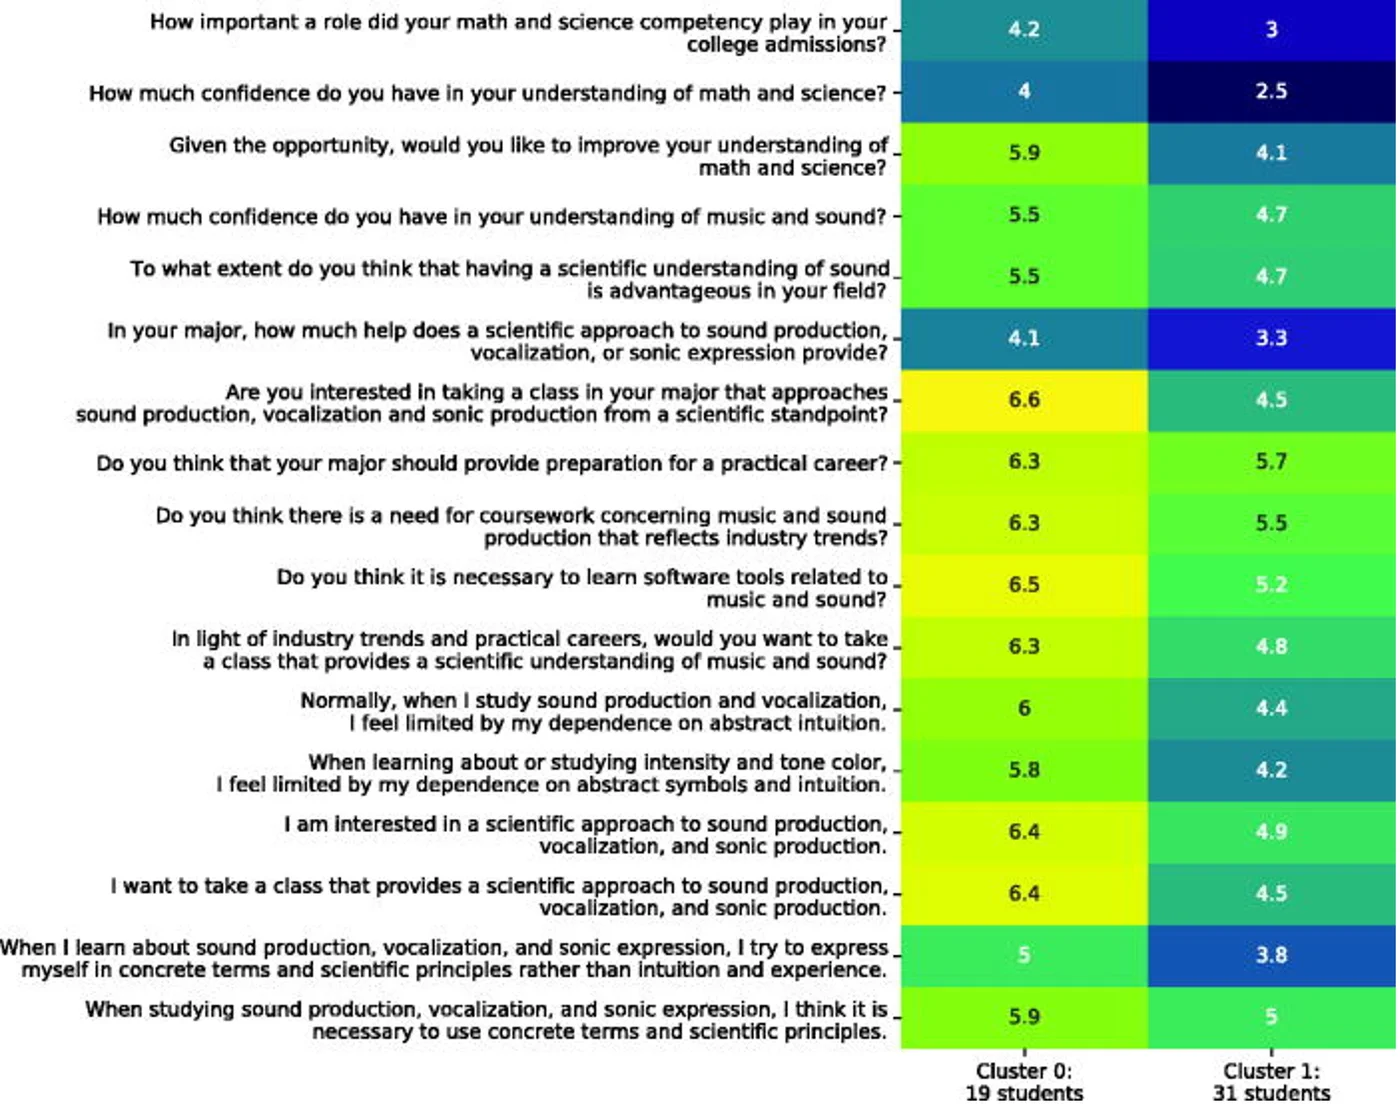 How important a role did your math and science competency play in your
college admissions?
4.2
3
How much confidence do you have in your understanding of math and science?
4
2.5
Given the opportunity, would you like to improve your understanding of
math and science?
5.9
4.1
How much confidence do you have in your understanding of music and sound?
5.5
4.7
To what extent do you think that having a scientific understanding of sound
is advantageous in your field?
5.5
4.7
In your major, how much help does a scientific approach to sound production,
vocalization, or sonic expression provide?
4.1
3.3
Are you interested in taking a class in your major that approaches
sound production, vocalization and sonic production from a scientific standpoint?
6.6
4.5
Do you think that your major should provide preparation for a practical career?
6.3
5.7
Do you think there is a need for coursework concerning music and sound
production that reflects industry trends?
6.3
5.5
Do you think it is necessary to learn software tools related to
music and sound?
6.5
5.2
In light of industry trends and practical careers, would you want to take
a class that provides a scientific understanding of music and sound?
6.3
4.8
Normally, when I study sound production and vocalization,
I feel limited by my dependence on abstract intuition.
6
4.4
When learning about or studying intensity and tone color,
I feel limited by my dependence on abstract symbols and intuition.
5.8
4.2
I am interested in a scientific approach to sound production,
vocalization, and sonic production.
6.4
4.9
I want to take a class that provides a scientific approach to sound production,
vocalization, and sonic production.
6.4
4.5
When I learn about sound production, vocalization, and sonic expression, I try to express
myself in concrete terms and scientific principles rather than intuition and experience.
5
3.8
When studying sound production, vocalization, and sonic expression, I think it is
necessary to use concrete terms and scientific principles.
5.9
5
Cluster 0:
19 students
Cluster 1:
31 students